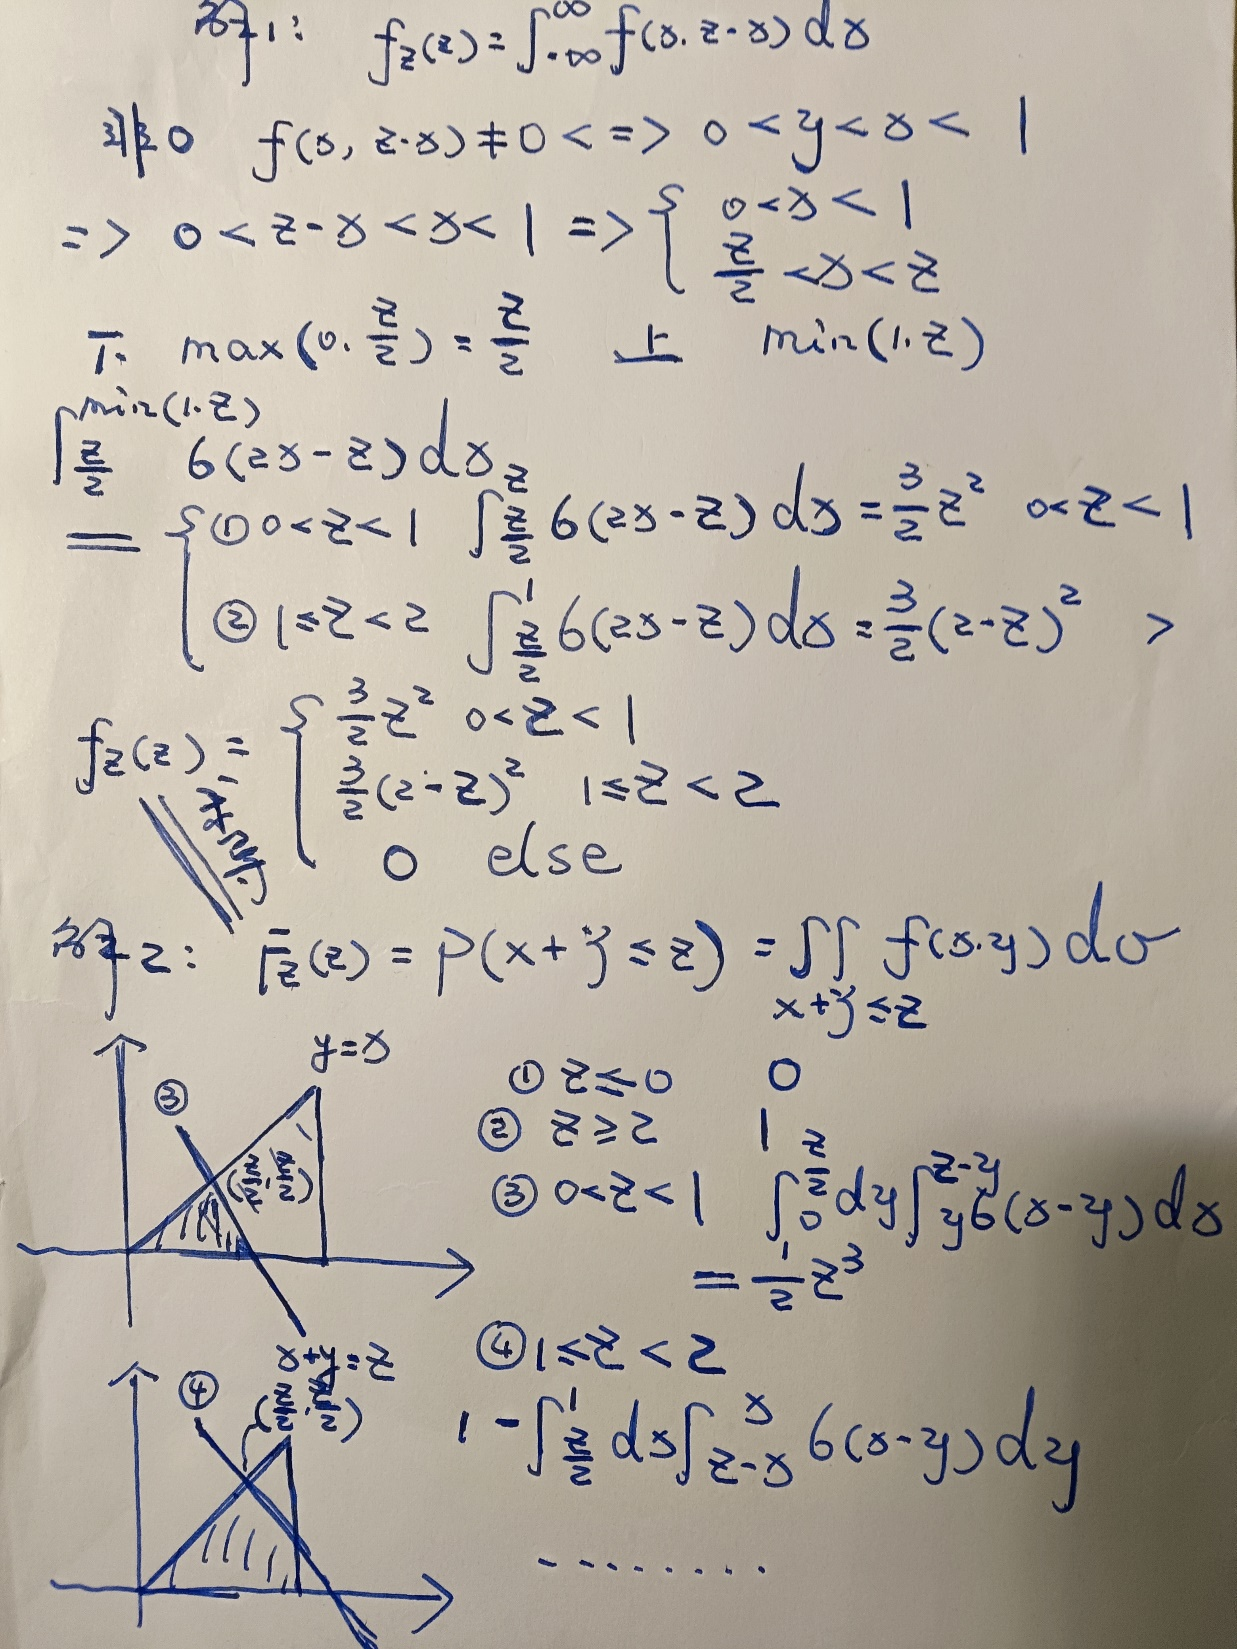 解1: f_Z(z) = ∫_{-∞}^{∞} f(x, z-x) dx
非0 f(x, z-x) ≠ 0 <=> 0 < y < x < 1
=> 0 < z-x < x < 1 => { 0 < x < 1
z/2 < x < z
下 max(0, z/2) = z/2 上 min(1, z)
∫_{z/2}^{min(1,z)} 6(2x-z) dx
= { ① 0 < z < 1 ∫_{z/2}^{z} 6(2x-z) dx = 3/2 z² 0 < z < 1
② 1 ≤ z < 2 ∫_{z/2}^{1} 6(2x-z) dx = 3/2 (2-z)² >
f_Z(z) = { 3/2 z² 0 < z < 1
3/2 (2-z)² 1 ≤ z < 2
0 else
解2: F_Z(z) = P(X+Y ≤ z) = ∬_{X+Y≤z} f(x,y) dσ
y=x
③
(z/2, z/2)
x+y=z
① z ≤ 0 0
② z ≥ 2 1
③ 0 < z < 1 ∫_0^{z/2} dy ∫_y^{z-y} 6(x-y) dx
= 1/2 z³
④ 1 ≤ z < 2
④
(z/2, z/2)
1 - ∫_{z/2}^{1} dx ∫_{z-x}^{x} 6(x-y) dy
........